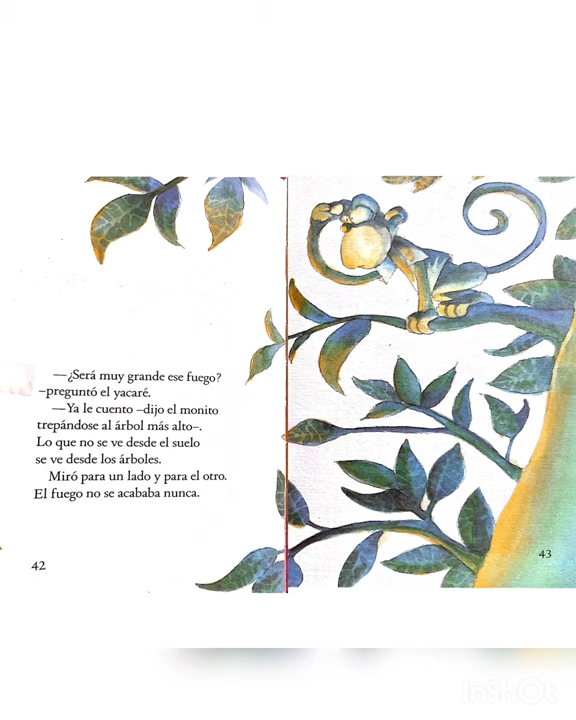 —¿Será muy grande ese fuego?
–preguntó el yacaré.
—Ya le cuento –dijo el monito
trepándose al árbol más alto–.
Lo que no se ve desde el suelo
se ve desde los árboles.
Miró para un lado y para el otro.
El fuego no se acababa nunca.
42
43
InShOt